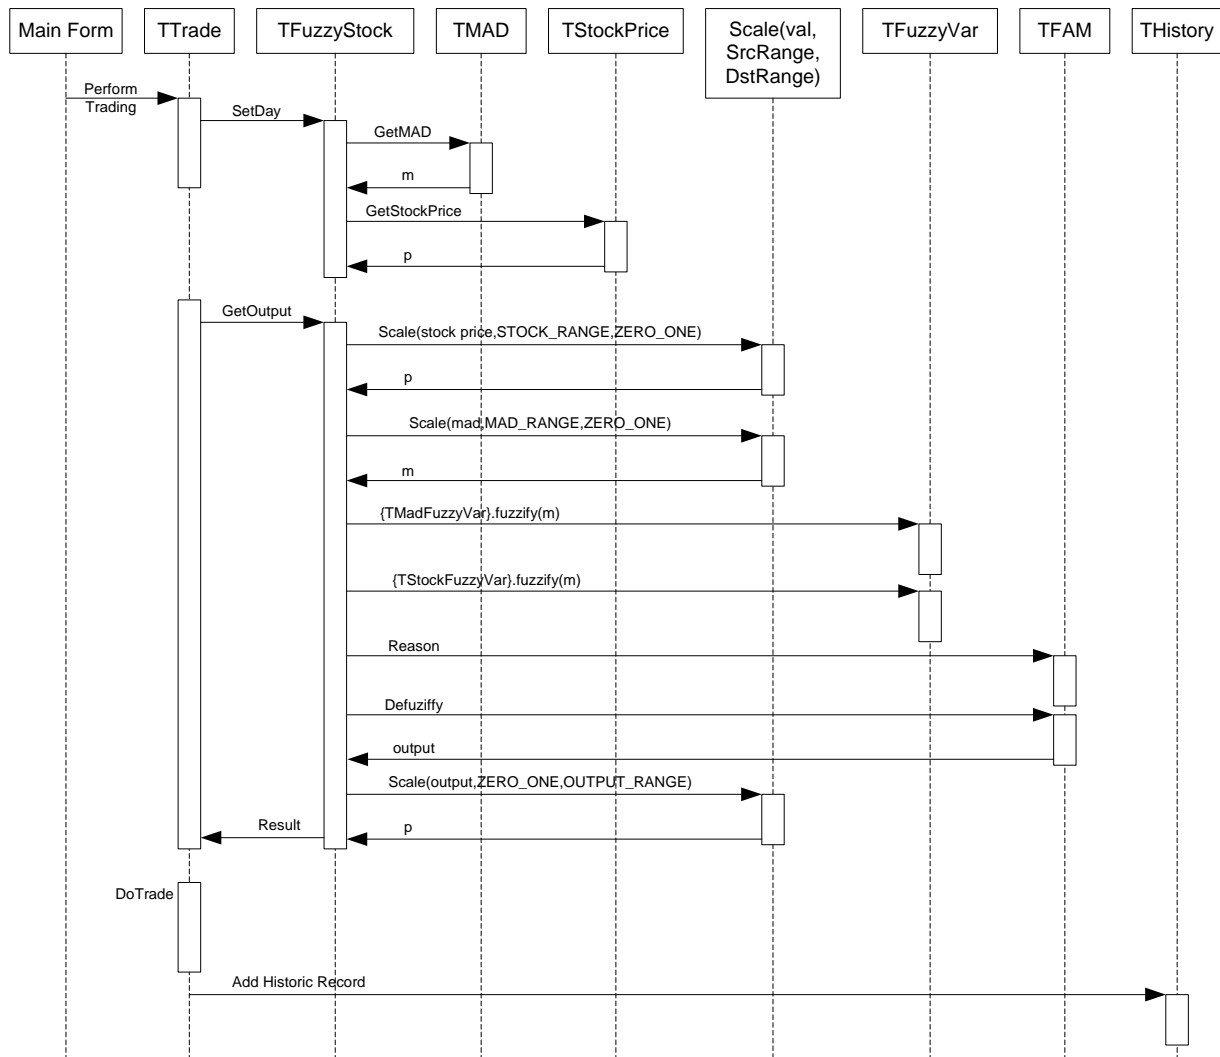 Main Form
TTrade
TFuzzyStock
TMAD
TStockPrice
Scale(val,
SrcRange,
DstRange)
TFuzzyVar
TFAM
THistory
Perform
Trading
SetDay
GetMAD
m
GetStockPrice
p
GetOutput
Scale(stock price,STOCK_RANGE,ZERO_ONE)
p
Scale(mad,MAD_RANGE,ZERO_ONE)
m
{TMadFuzzyVar}.fuzzify(m)
{TStockFuzzyVar}.fuzzify(m)
Reason
Defuziffy
output
Scale(output,ZERO_ONE,OUTPUT_RANGE)
Result
p
DoTrade
Add Historic Record